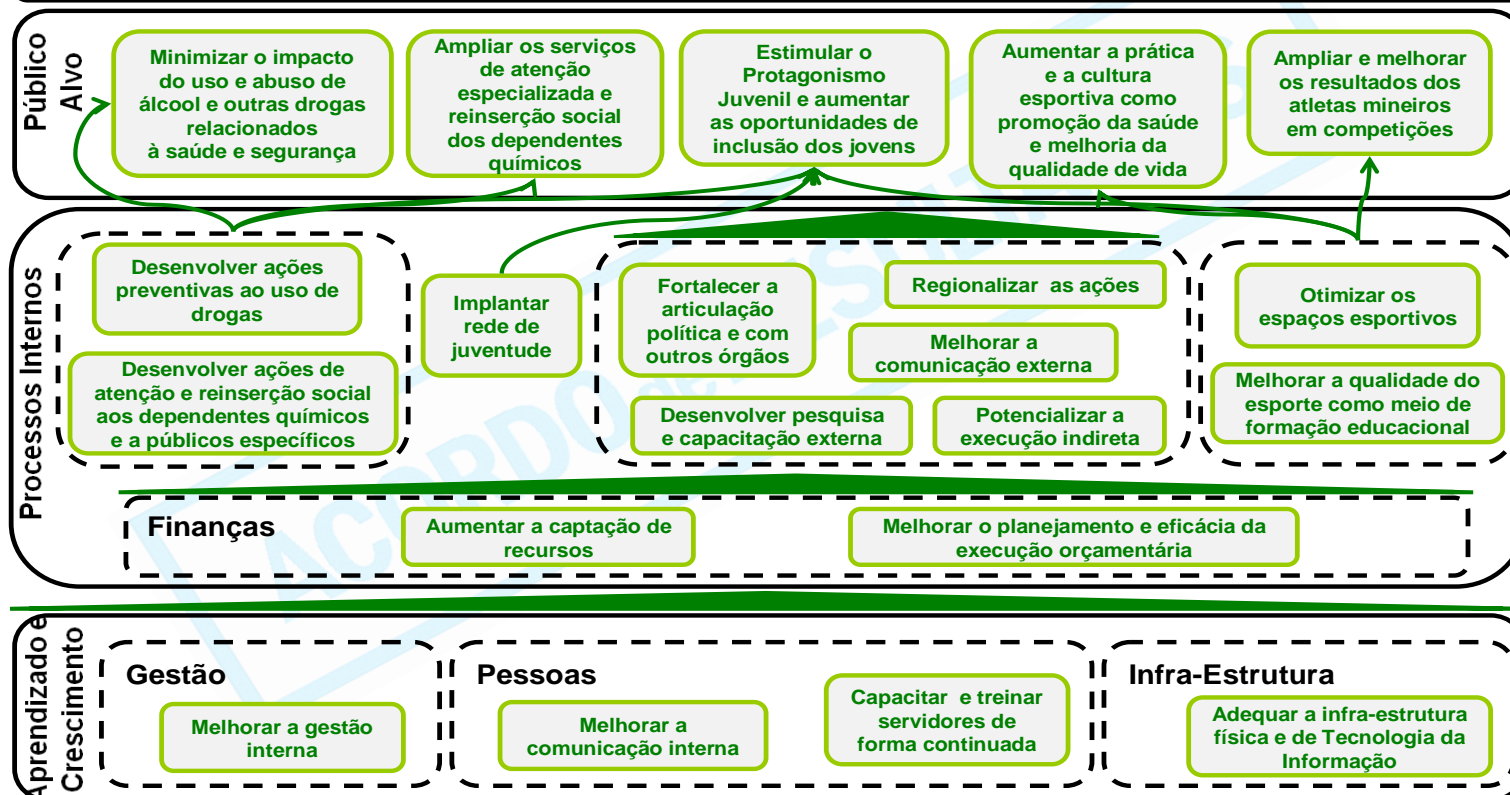 Público
Alvo
Minimizar o impacto
do uso e abuso de
álcool e outras drogas
relacionados
à saúde e segurança
Ampliar os serviços
de atenção
especializada e
reinserção social
dos dependentes
químicos
Estimular o
Protagonismo
Juvenil e aumentar
as oportunidades de
inclusão dos jovens
Aumentar a prática
e a cultura
esportiva como
promoção da saúde
e melhoria da
qualidade de vida
Ampliar e melhorar
os resultados dos
atletas mineiros
em competições
Processos Internos
Desenvolver ações
preventivas ao uso de
drogas
Desenvolver ações de
atenção e reinserção social
aos dependentes químicos
e a públicos específicos
Implantar
rede de
juventude
Fortalecer a
articulação
política e com
outros órgãos
Regionalizar as ações
Melhorar a
comunicação externa
Desenvolver pesquisa
e capacitação externa
Potencializar a
execução indireta
Otimizar os
espaços esportivos
Melhorar a qualidade do
esporte como meio de
formação educacional
Finanças
Aumentar a captação de
recursos
Melhorar o planejamento e eficácia da
execução orçamentária
Aprendizado e
Crescimento
Gestão
Melhorar a gestão
interna
Pessoas
Melhorar a
comunicação interna
Capacitar e treinar
servidores de
forma continuada
Infra-Estrutura
Adequar a infra-estrutura
física e de Tecnologia da
Informação
ACORDO de RESULTADOS